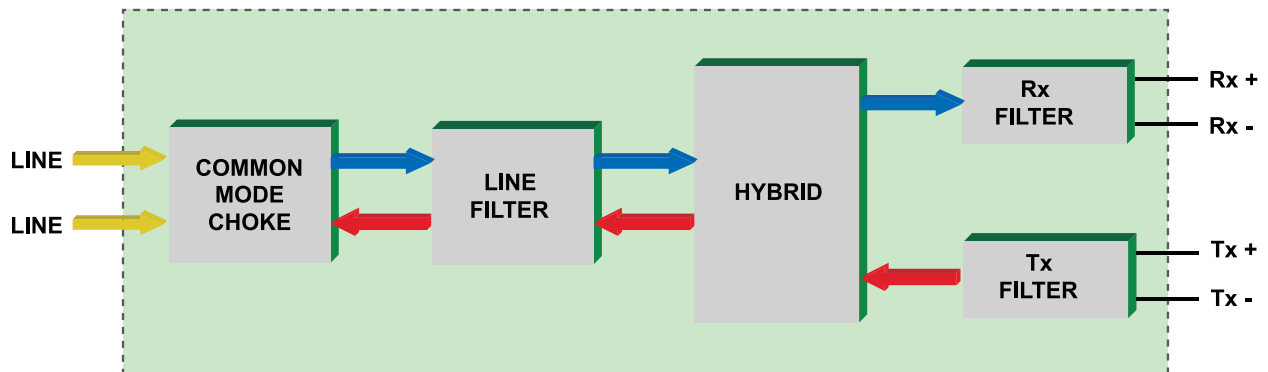 LINE
LINE
COMMON
MODE
CHOKE
LINE
FILTER
HYBRID
Rx
FILTER
Rx +
Rx -
Tx
FILTER
Tx +
Tx -